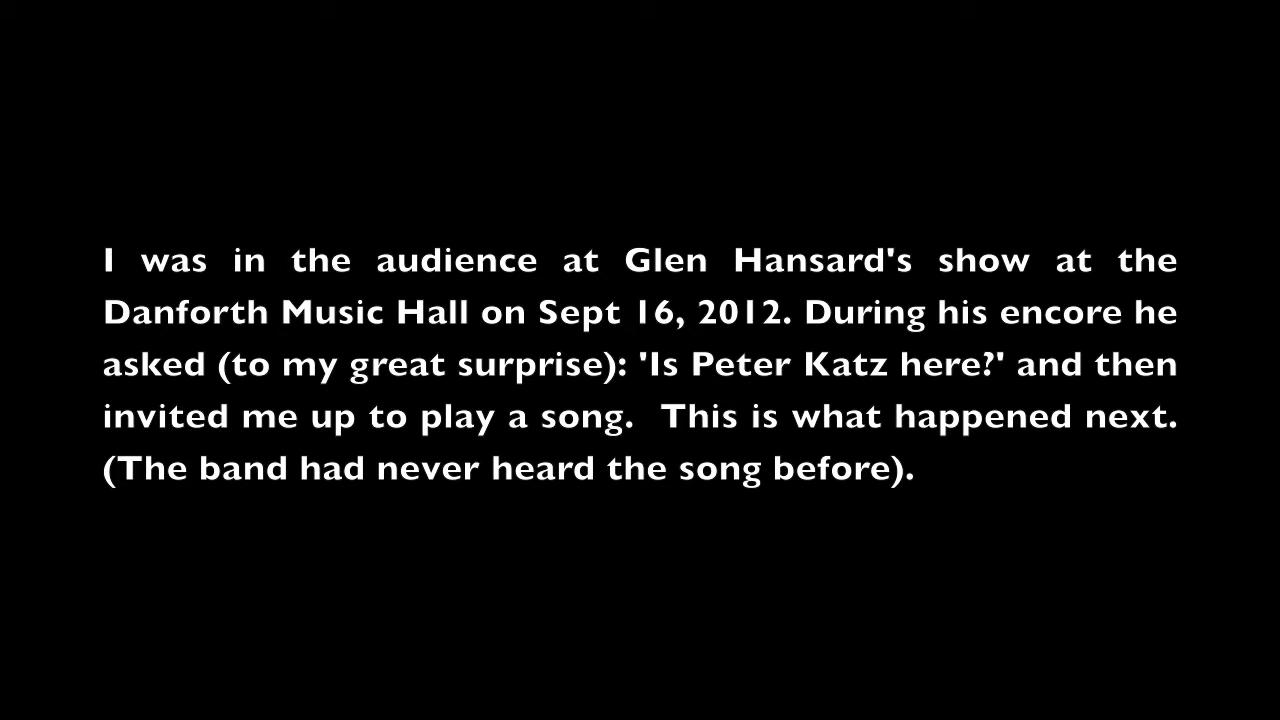 I was in the audience at Glen Hansard's show at the
Danforth Music Hall on Sept 16, 2012. During his encore he
asked (to my great surprise): 'Is Peter Katz here?' and then
invited me up to play a song.  This is what happened next.
(The band had never heard the song before).